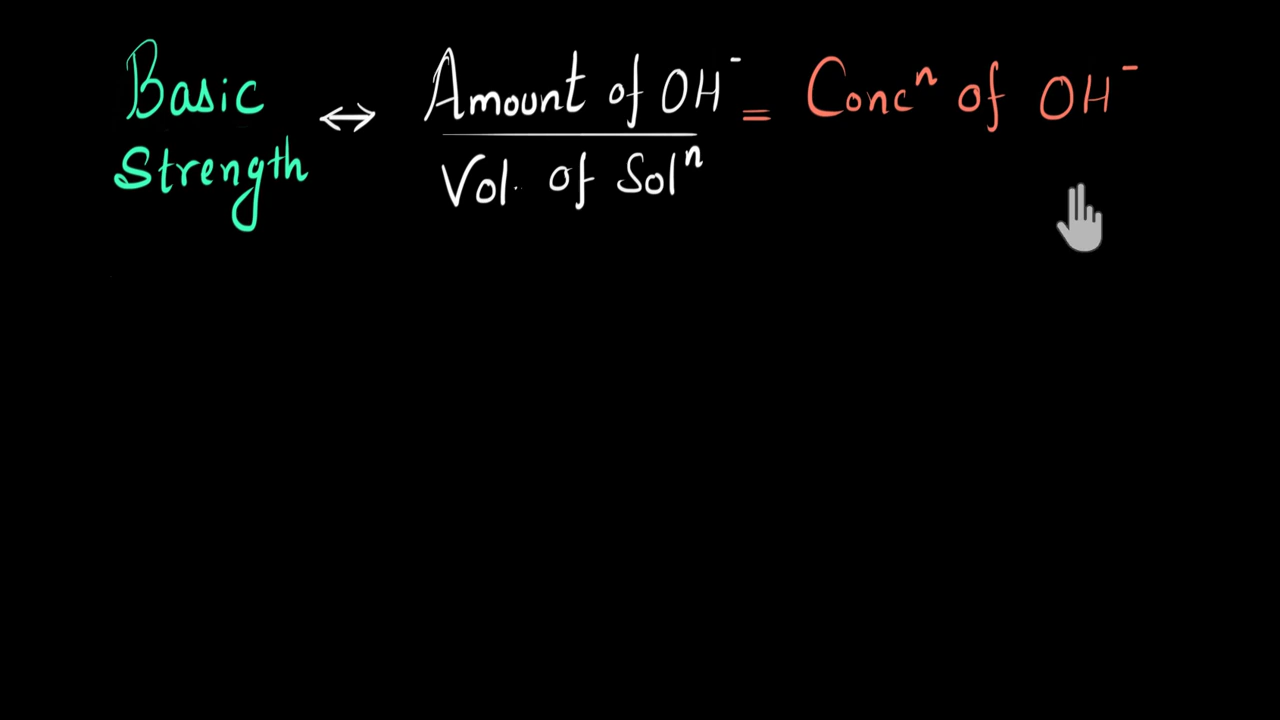 Basic Strength ↔ Amount of OH⁻ = Concⁿ of OH⁻
Vol. of Solⁿ